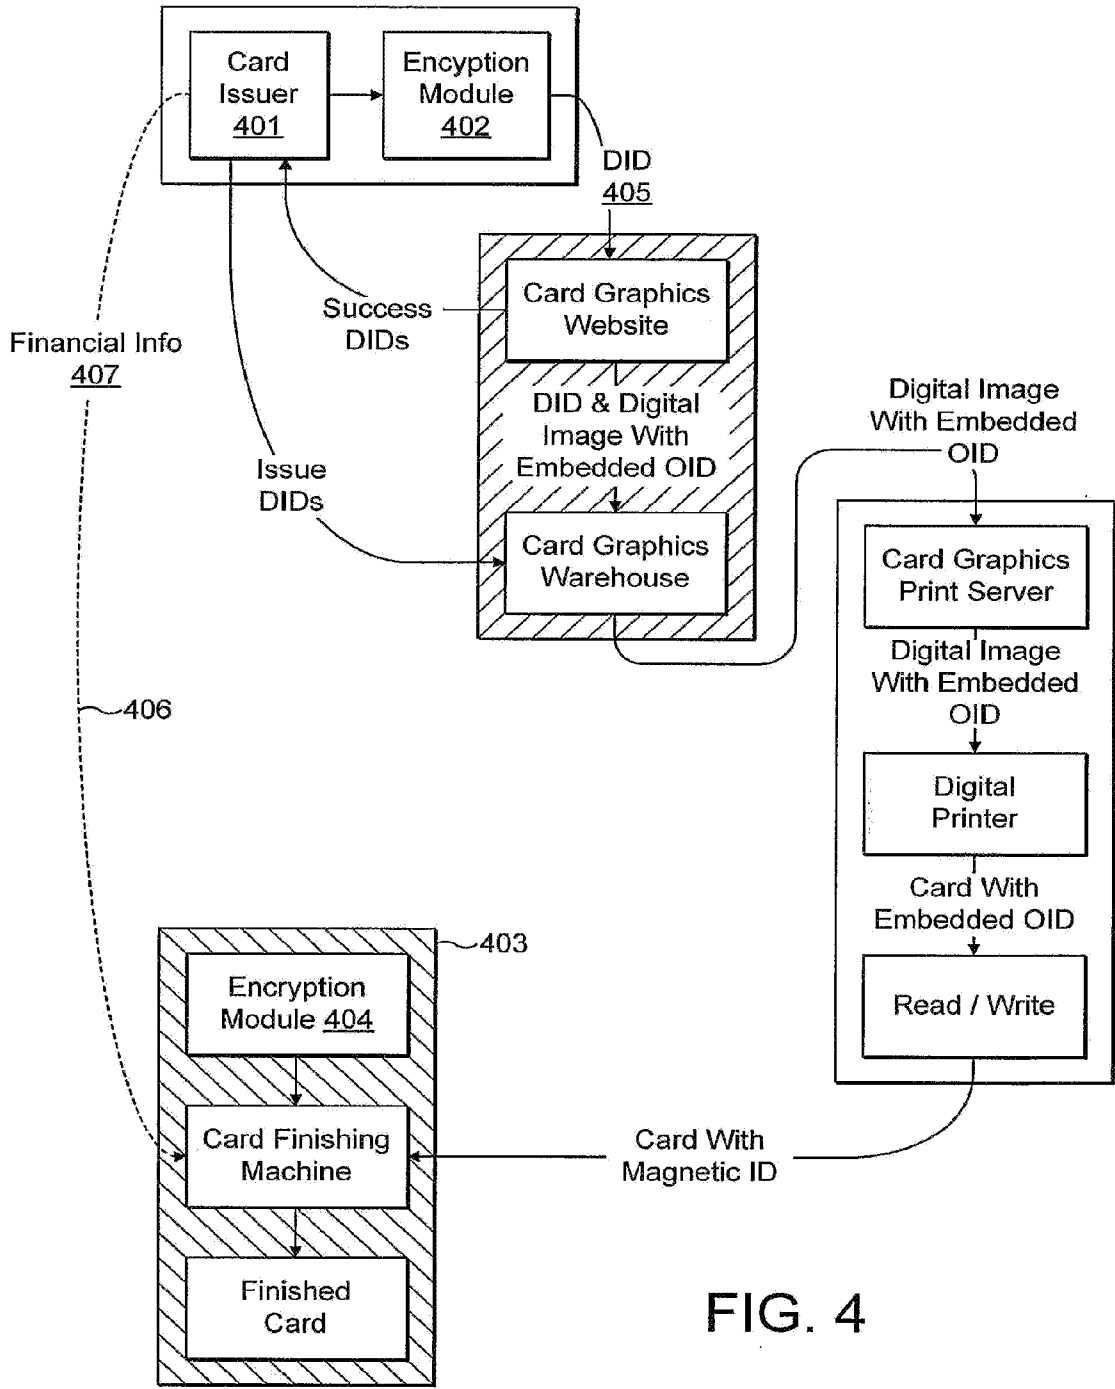 Card
Issuer
401
Encyption
Module
402
DID
405
Card Graphics
Website
Success
DIDs
Financial Info
407
DID & Digital
Image With
Embedded OID
Digital Image
With Embedded
OID
Issue
DIDs
Card Graphics
Warehouse
Card Graphics
Print Server
Digital Image
With Embedded
OID
406
Digital
Printer
Card With
Embedded OID
403
Encryption
Module 404
Read / Write
Card Finishing
Machine
Card With
Magnetic ID
Finished
Card
FIG. 4